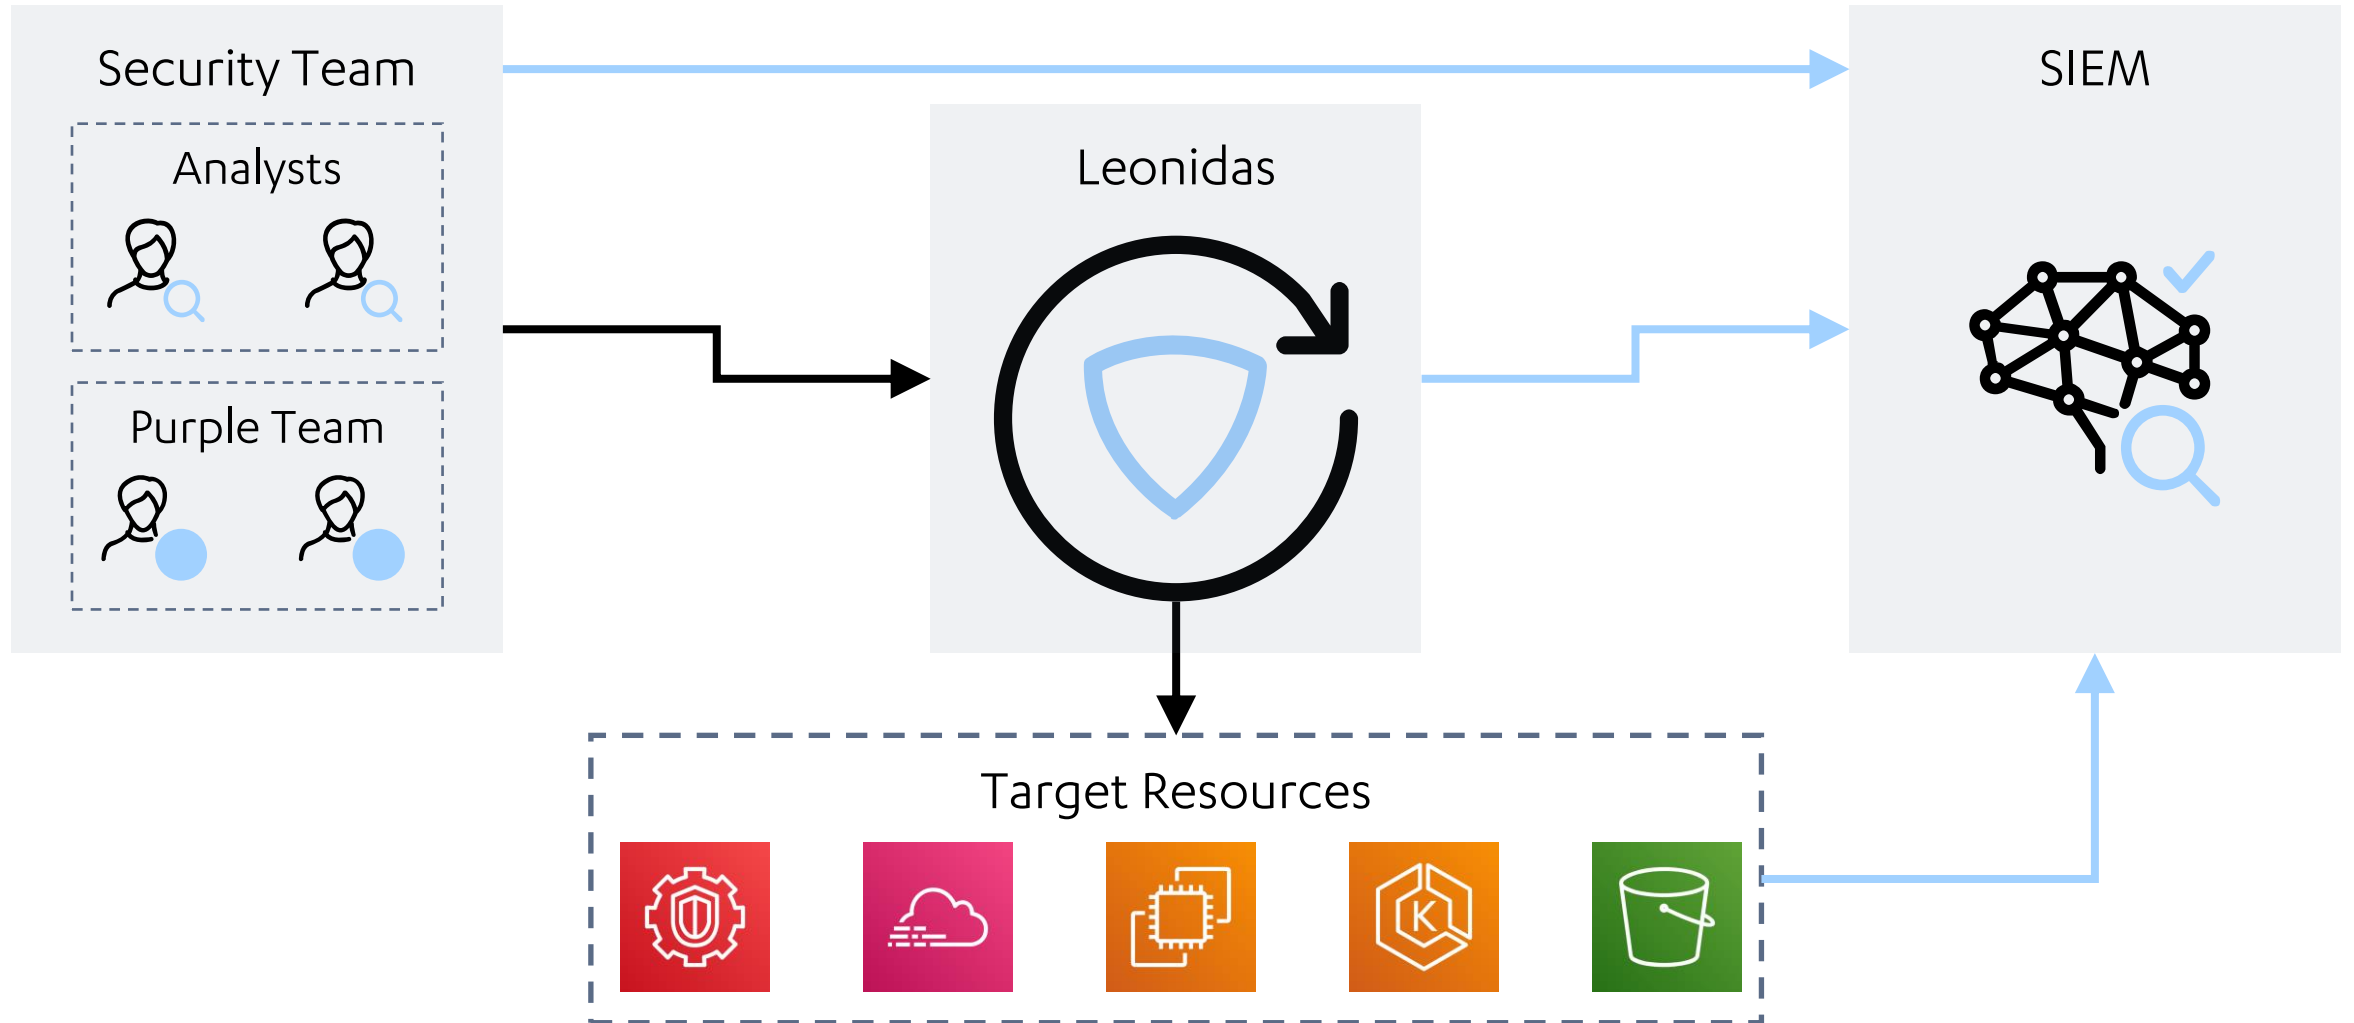 Security Team
Analysts
Purple Team
Leonidas
SIEM
Target Resources
K